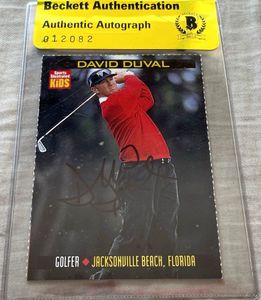 Beckett Authentication
Authentic Autograph
012082
DAVID DUVAL
Sports Illustrated
KIDS
GOLFER ♦ JACKSONVILLE BEACH, FLORIDA